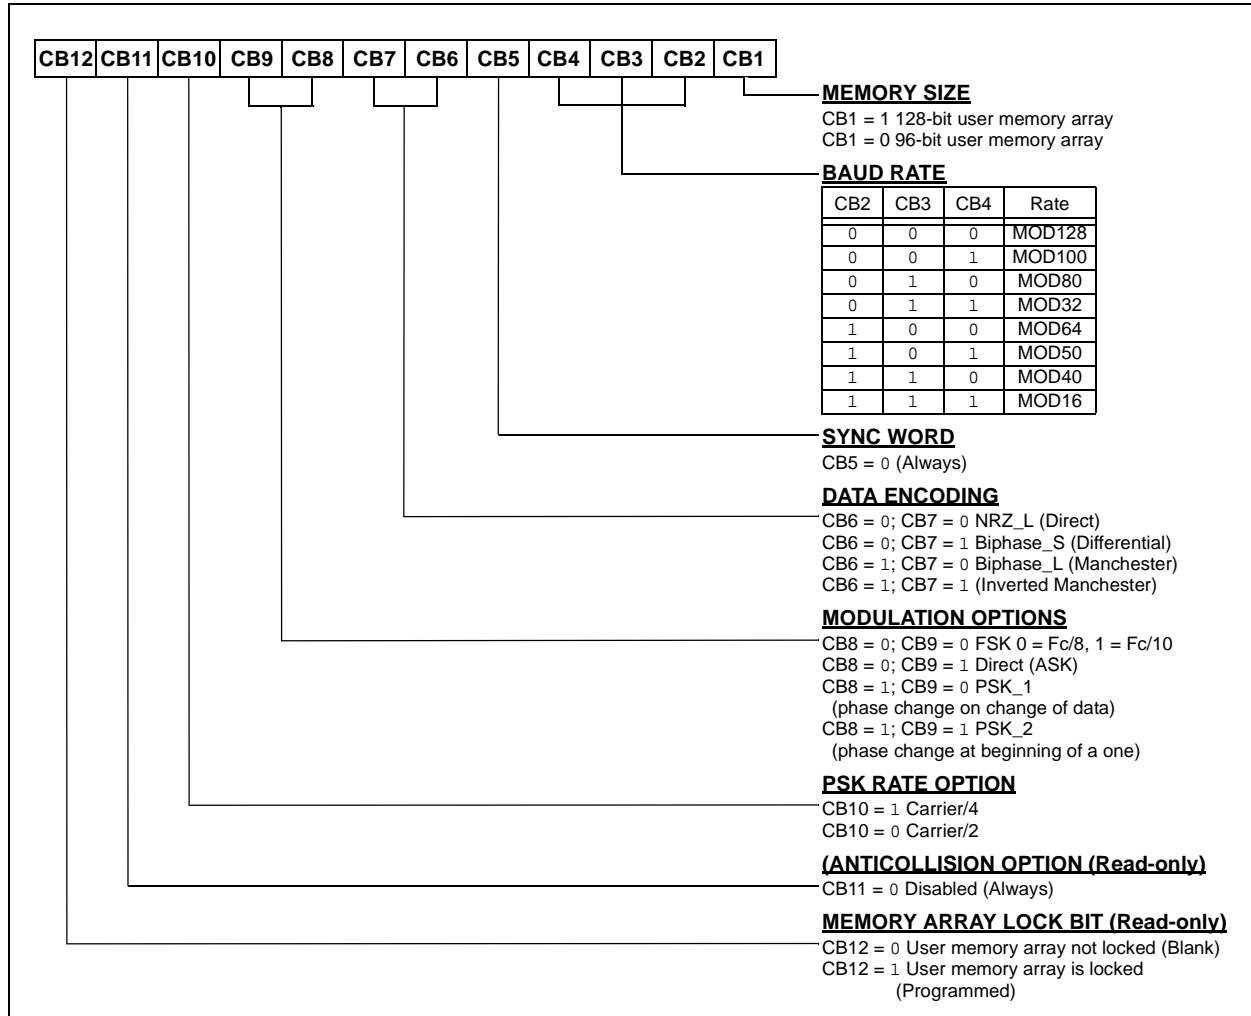 CB12 CB11 CB10 CB9 CB8 CB7 CB6 CB5 CB4 CB3 CB2 CB1
MEMORY SIZE
CB1 = 1 128-bit user memory array
CB1 = 0 96-bit user memory array
BAUD RATE
CB2 CB3 CB4 Rate
0 0 0 MOD128
0 0 1 MOD100
0 1 0 MOD80
0 1 1 MOD32
1 0 0 MOD64
1 0 1 MOD50
1 1 0 MOD40
1 1 1 MOD16
SYNC WORD
CB5 = 0 (Always)
DATA ENCODING
CB6 = 0; CB7 = 0 NRZ_L (Direct)
CB6 = 0; CB7 = 1 Biphase_S (Differential)
CB6 = 1; CB7 = 0 Biphase_L (Manchester)
CB6 = 1; CB7 = 1 (Inverted Manchester)
MODULATION OPTIONS
CB8 = 0; CB9 = 0 FSK 0 = Fc/8, 1 = Fc/10
CB8 = 0; CB9 = 1 Direct (ASK)
CB8 = 1; CB9 = 0 PSK_1
(phase change on change of data)
CB8 = 1; CB9 = 1 PSK_2
(phase change at beginning of a one)
PSK RATE OPTION
CB10 = 1 Carrier/4
CB10 = 0 Carrier/2
(ANTICOLLISION OPTION (Read-only)
CB11 = 0 Disabled (Always)
MEMORY ARRAY LOCK BIT (Read-only)
CB12 = 0 User memory array not locked (Blank)
CB12 = 1 User memory array is locked
(Programmed)